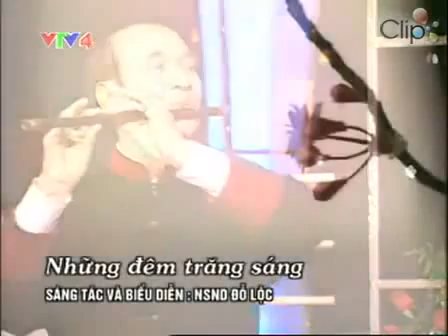 VTV4
Clip
Những đêm trăng sáng
SÁNG TÁC VÀ BIỂU DIỄN : NSND ĐỖ LỘC